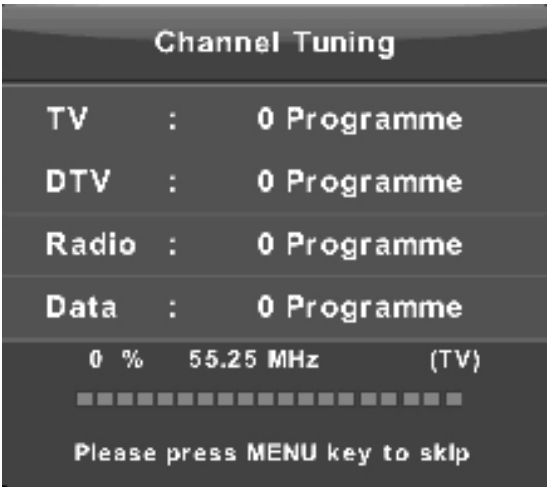 Channel Tuning
TV : 0 Programme
DTV : 0 Programme
Radio : 0 Programme
Data : 0 Programme
0 % 55.25 MHz (TV)
Please press MENU key to skip